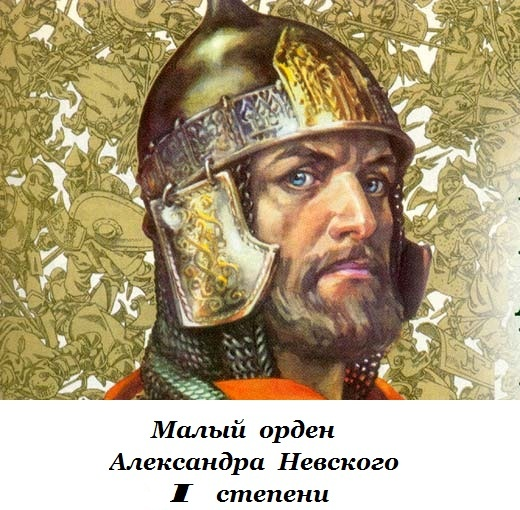 Малый орден
Александра Невского
I степени